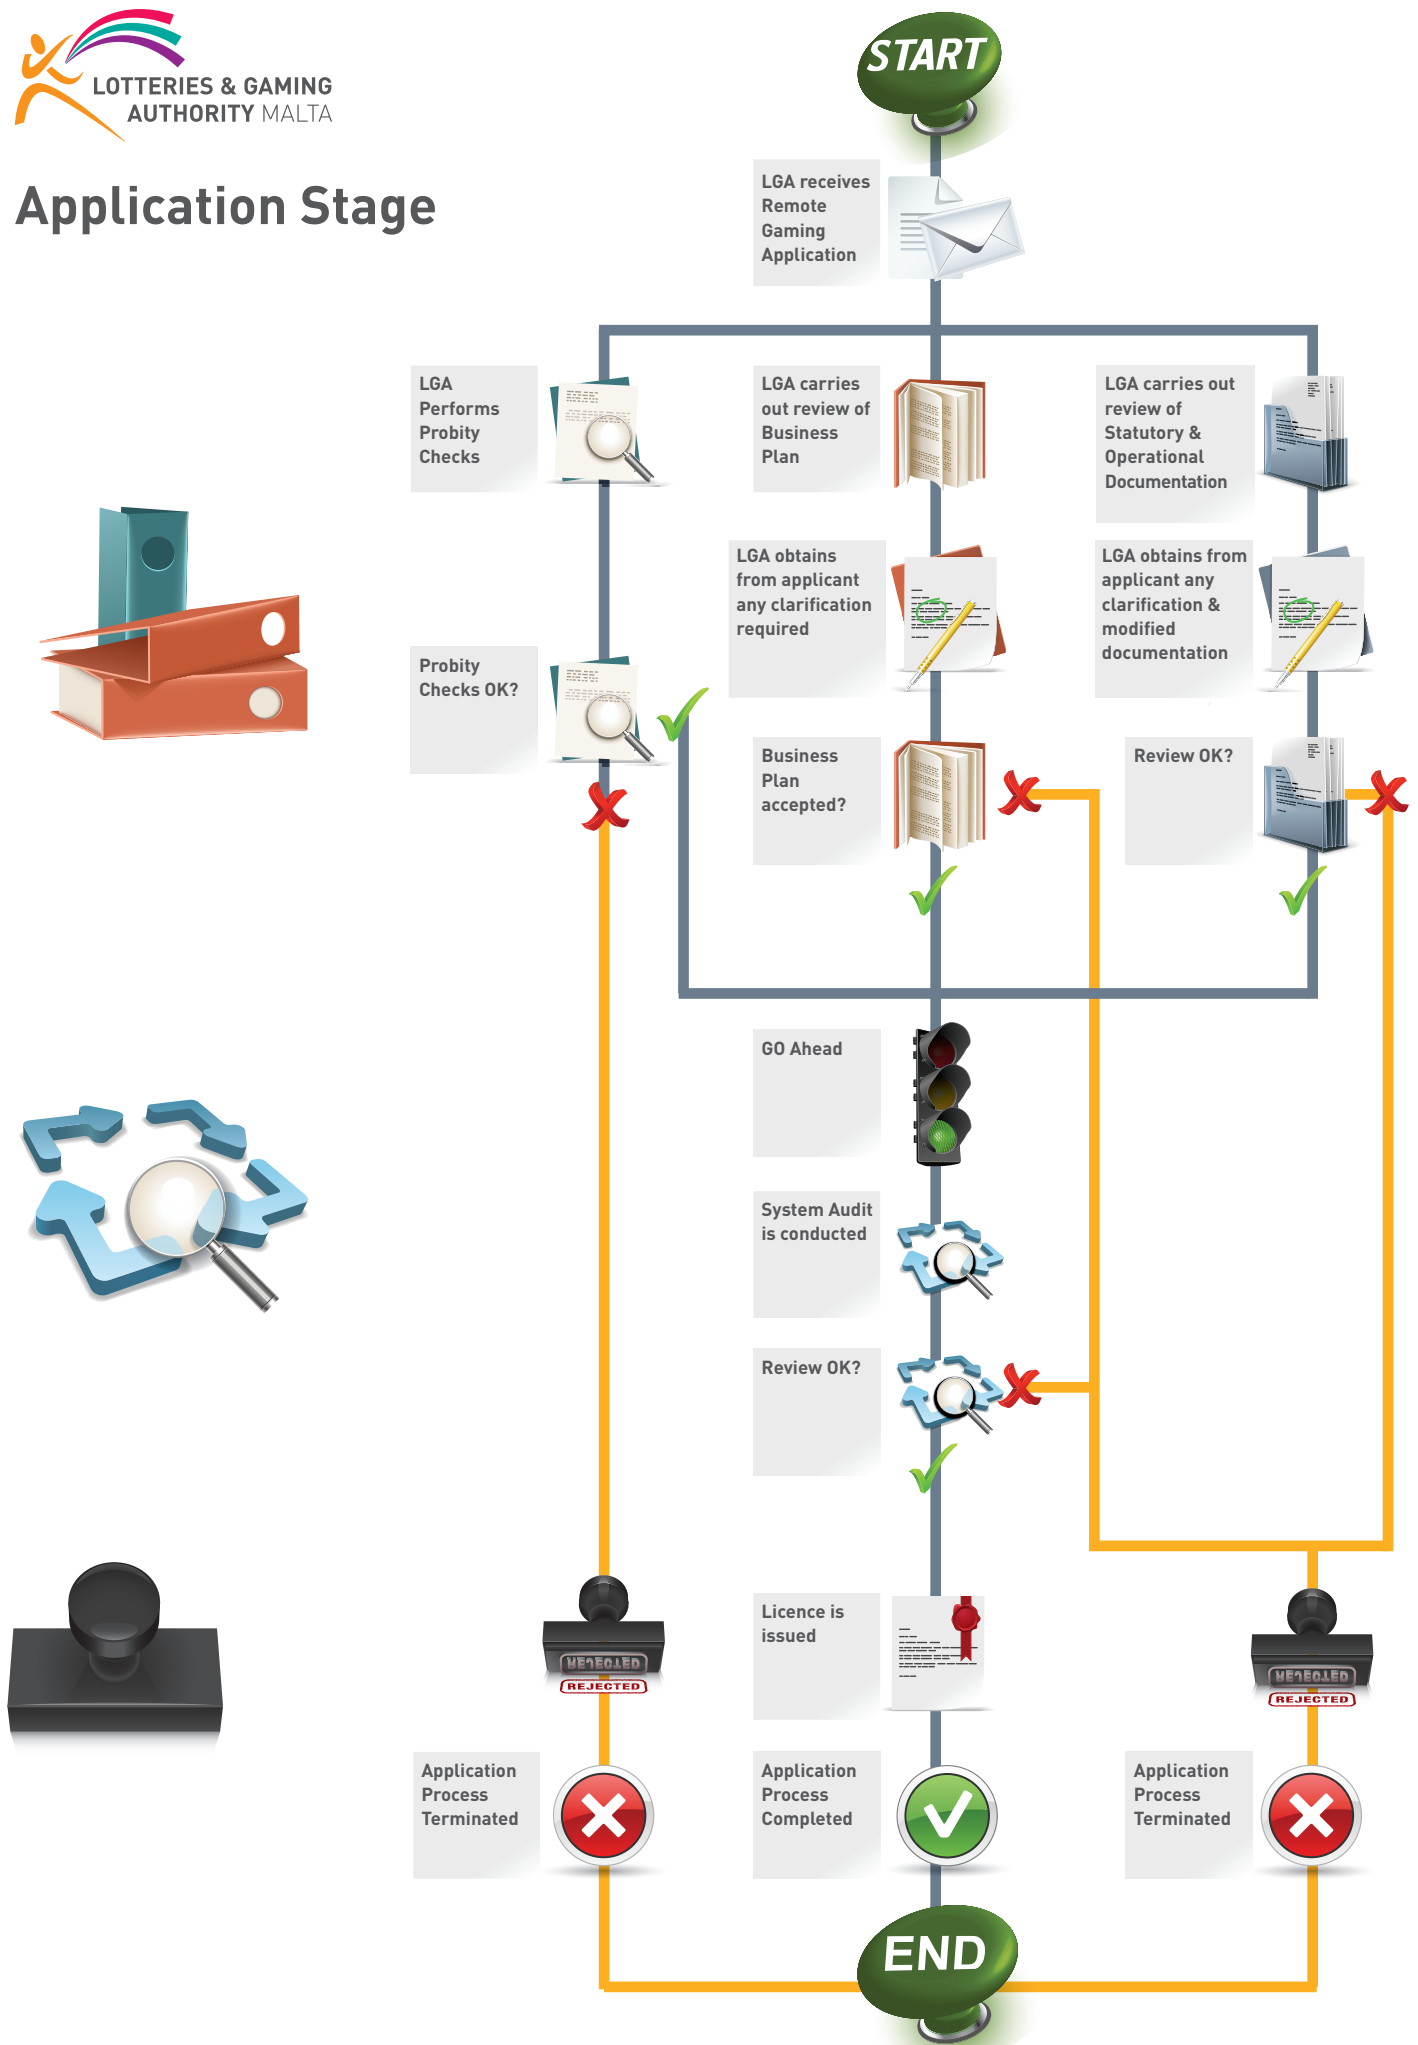 LOTTERIES & GAMING
AUTHORITY MALTA
Application Stage
START
LGA receives
Remote
Gaming
Application
LGA
Performs
Probity
Checks
LGA carries
out review of
Business
Plan
LGA carries out
review of
Statutory &
Operational
Documentation
LGA obtains
from applicant
any clarification
required
LGA obtains from
applicant any
clarification &
modified
documentation
Probity
Checks OK?
Business
Plan
accepted?
Review OK?
GO Ahead
System Audit
is conducted
Review OK?
Licence is
issued
REJECTED
REJECTED
REJECTED
REJECTED
Application
Process
Terminated
Application
Process
Completed
Application
Process
Terminated
END